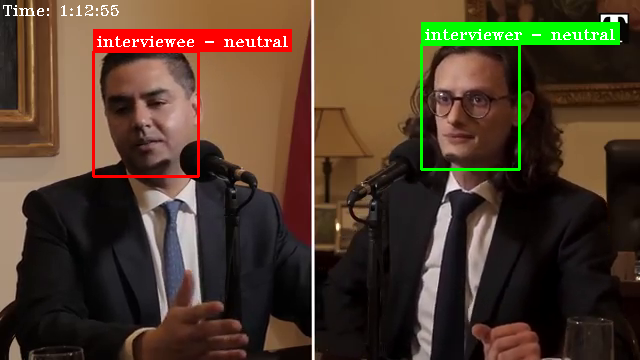 Time: 1:12:55
interviewee - neutral
interviewer - neutral
T